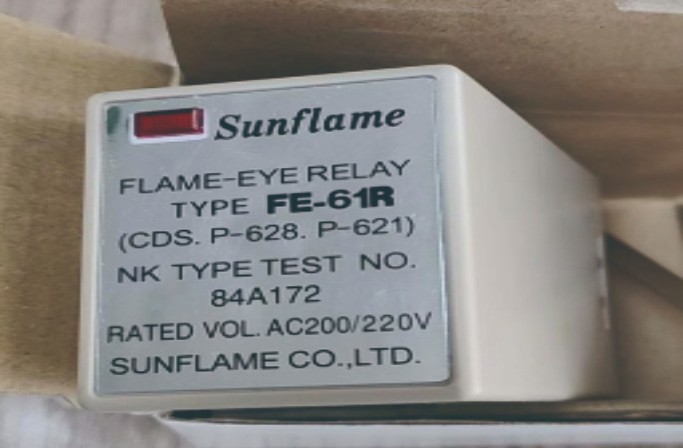 Sunflame
FLAME-EYE RELAY
TYPE FE-61R
(CDS. P-628. P-621)
NK TYPE TEST NO.
84A172
RATED VOL. AC200/220V
SUNFLAME CO.,LTD.